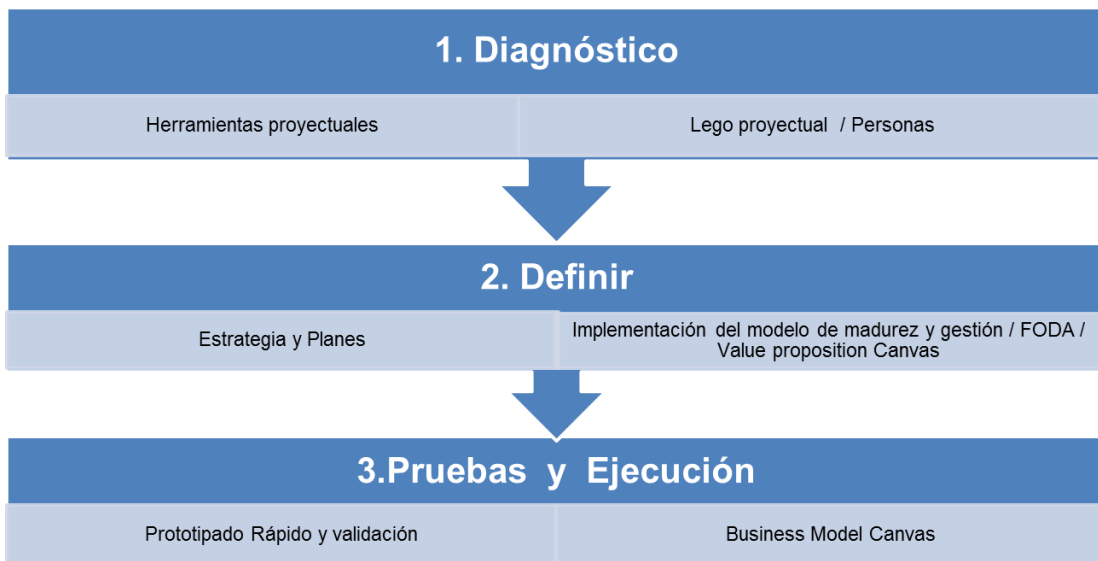 1. Diagnóstico
Herramientas proyectuales
Lego proyectual / Personas
2. Definir
Estrategia y Planes
Implementación del modelo de madurez y gestión / FODA /
Value proposition Canvas
3.Pruebas y Ejecución
Prototipado Rápido y validación
Business Model Canvas